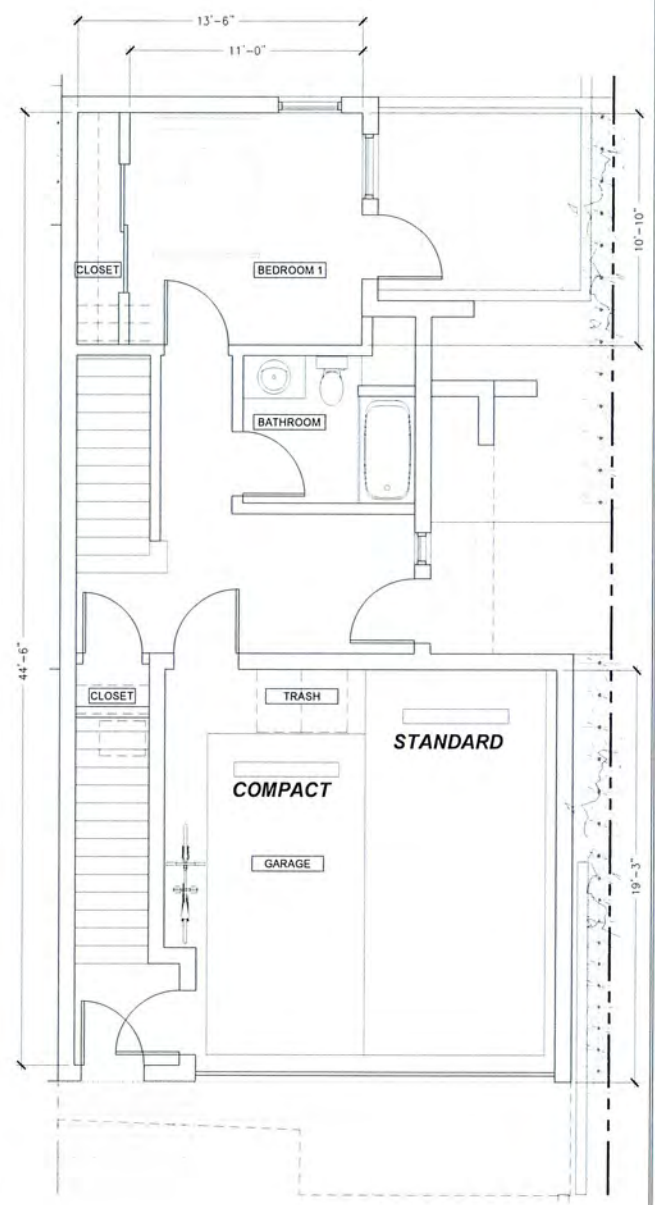 13'-6"
11'-0"
10'-10"
CLOSET
BEDROOM 1
BATHROOM
44'-6"
CLOSET
TRASH
STANDARD
COMPACT
GARAGE
19'-3"